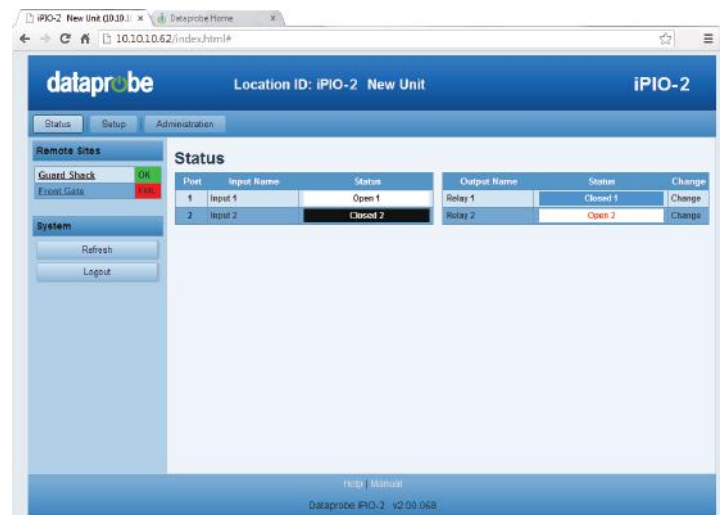 iPIO-2 New Unit (10.10.1
Dataprobe Home
10.10.10.62/index.html#
dataprobe
Location ID: iPIO-2 New Unit
iPIO-2
Status Setup Administration
Remote Sites
Guard Shack OK
Front Gate FAIL
System
Refresh
Logout
Status
Port Input Name Status
1 Input 1 Open 1
2 Input 2 Closed 2
Output Name Status Change
Relay 1 Closed 1 Change
Relay 2 Open 2 Change
Help | Manual
Dataprobe iPIO-2 v2.00.068